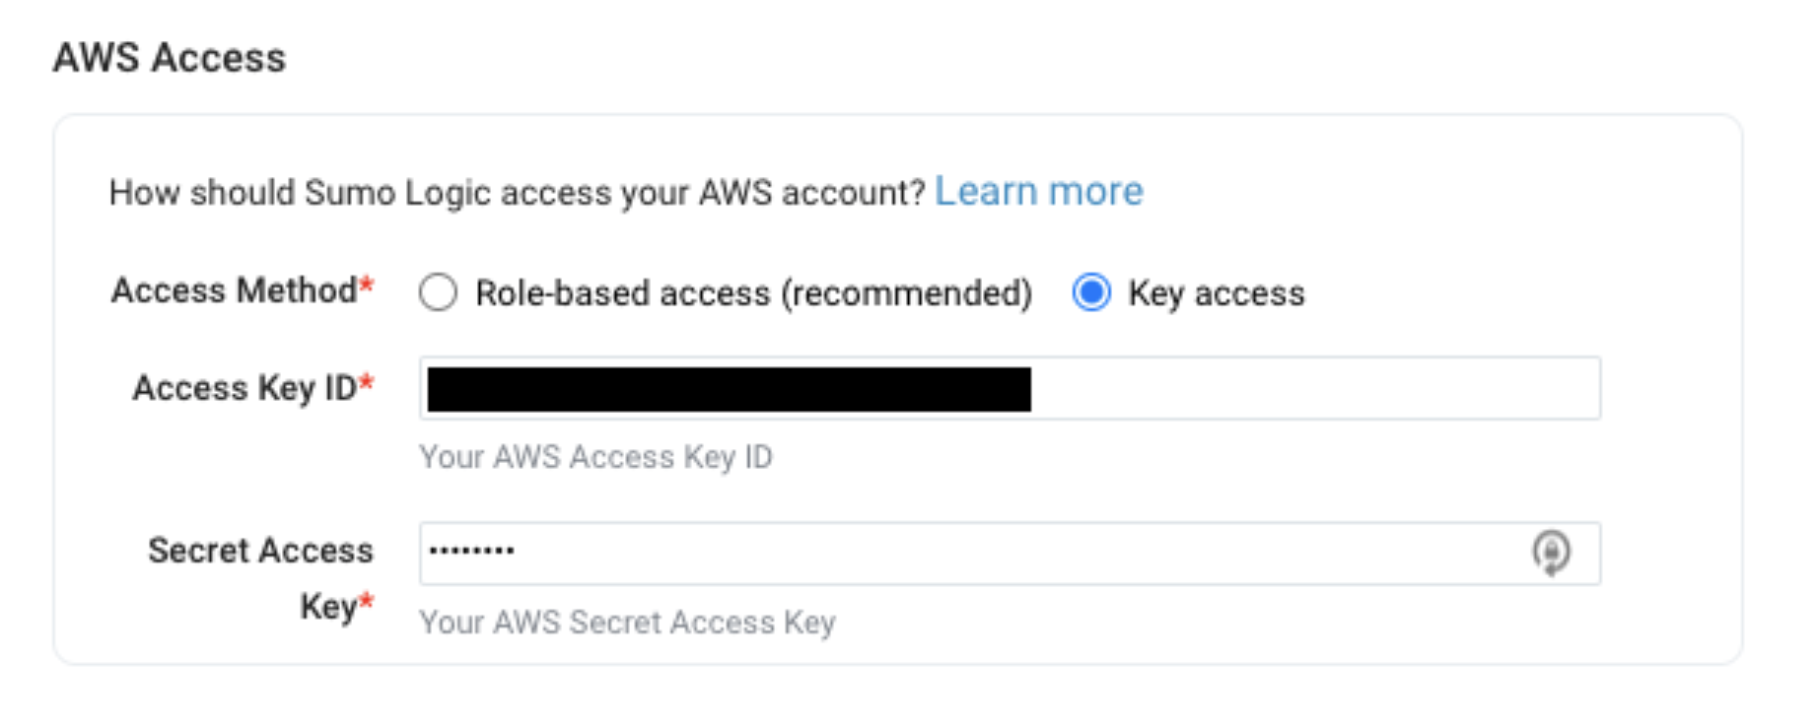 AWS Access
How should Sumo Logic access your AWS account? Learn more
Access Method* Role-based access (recommended) Key access
Access Key ID*
Your AWS Access Key ID
Secret Access Key* ········
Your AWS Secret Access Key